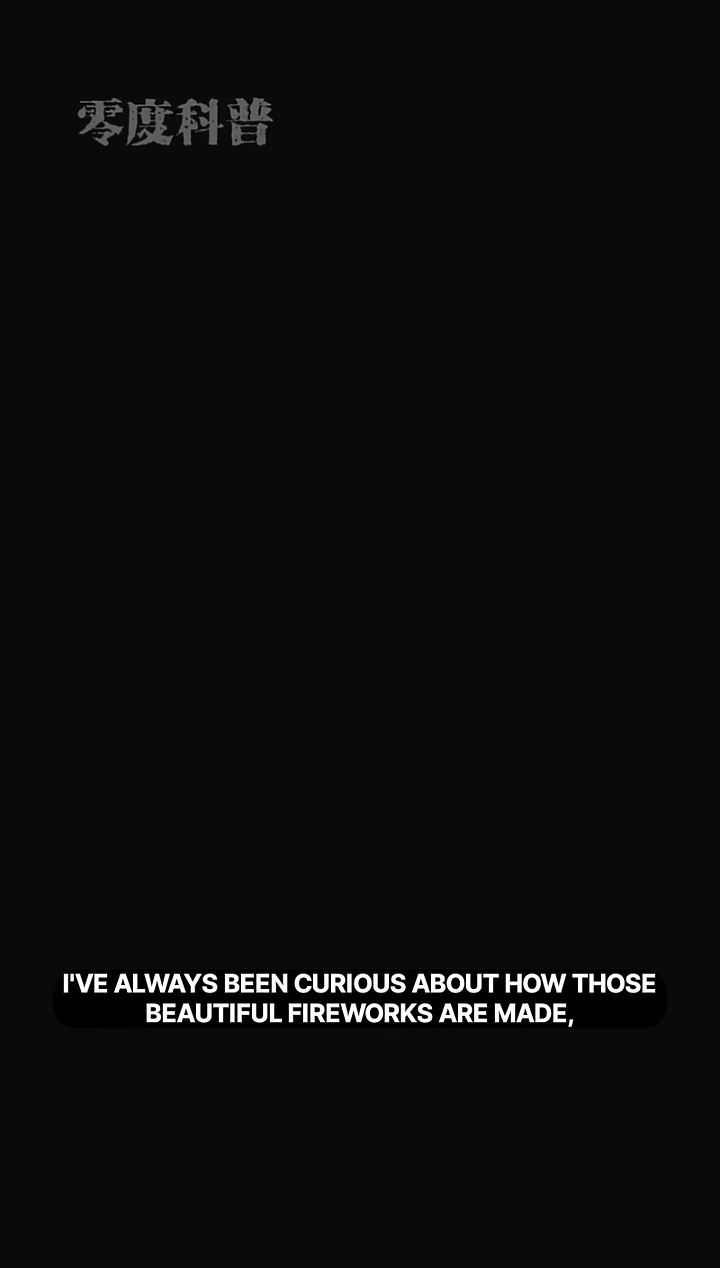 零度科普
I'VE ALWAYS BEEN CURIOUS ABOUT HOW THOSE
BEAUTIFUL FIREWORKS ARE MADE,